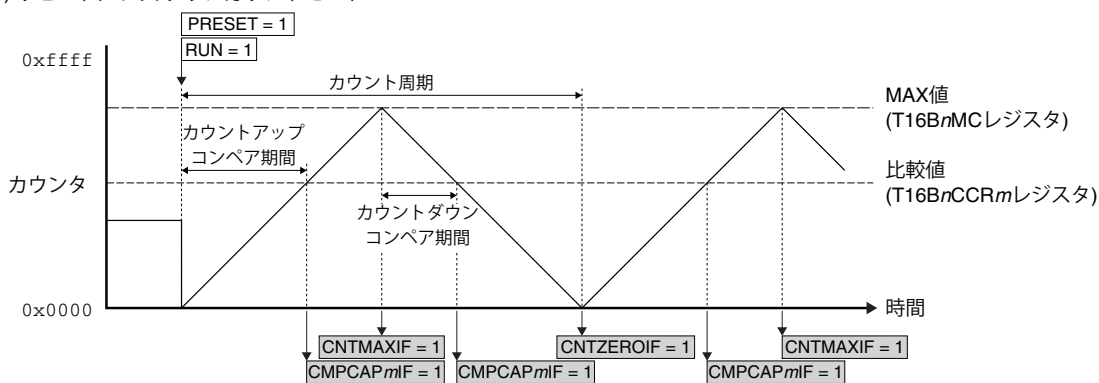 PRESET = 1
RUN = 1
0xffff
カウント周期
MAX値
(T16BnMCレジスタ)
カウントアップ
コンペア期間
比較値
(T16BnCCRmレジスタ)
カウンタ
カウントダウン
コンペア期間
0x0000
時間
CNTMAXIF = 1
CNTZEROIF = 1
CNTMAXIF = 1
CMPCAPmIF = 1
CMPCAPmIF = 1
CMPCAPmIF = 1